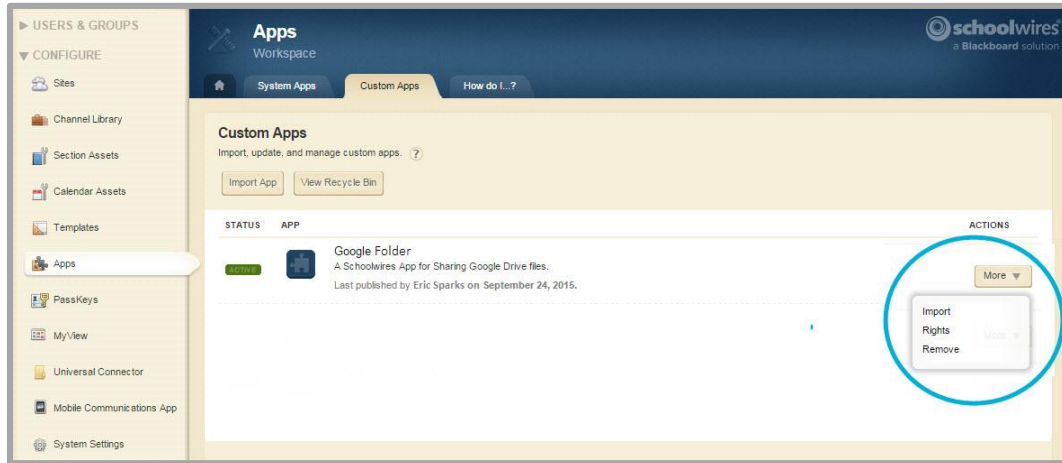 USERS & GROUPS
CONFIGURE
Sites
Channel Library
Section Assets
Calendar Assets
Templates
Apps
PassKeys
MyView
Universal Connector
Mobile Communications App
System Settings
Apps
Workspace
schoolwires
a Blackboard solution
System Apps
Custom Apps
How do I...?
Custom Apps
Import, update, and manage custom apps. ?
Import App
View Recycle Bin
STATUS APP ACTIONS
Google Folder
ACTIVE
A Schoolwires App for Sharing Google Drive files.
Last published by Eric Sparks on September 24, 2015.
More
Import
Rights
Remove
More